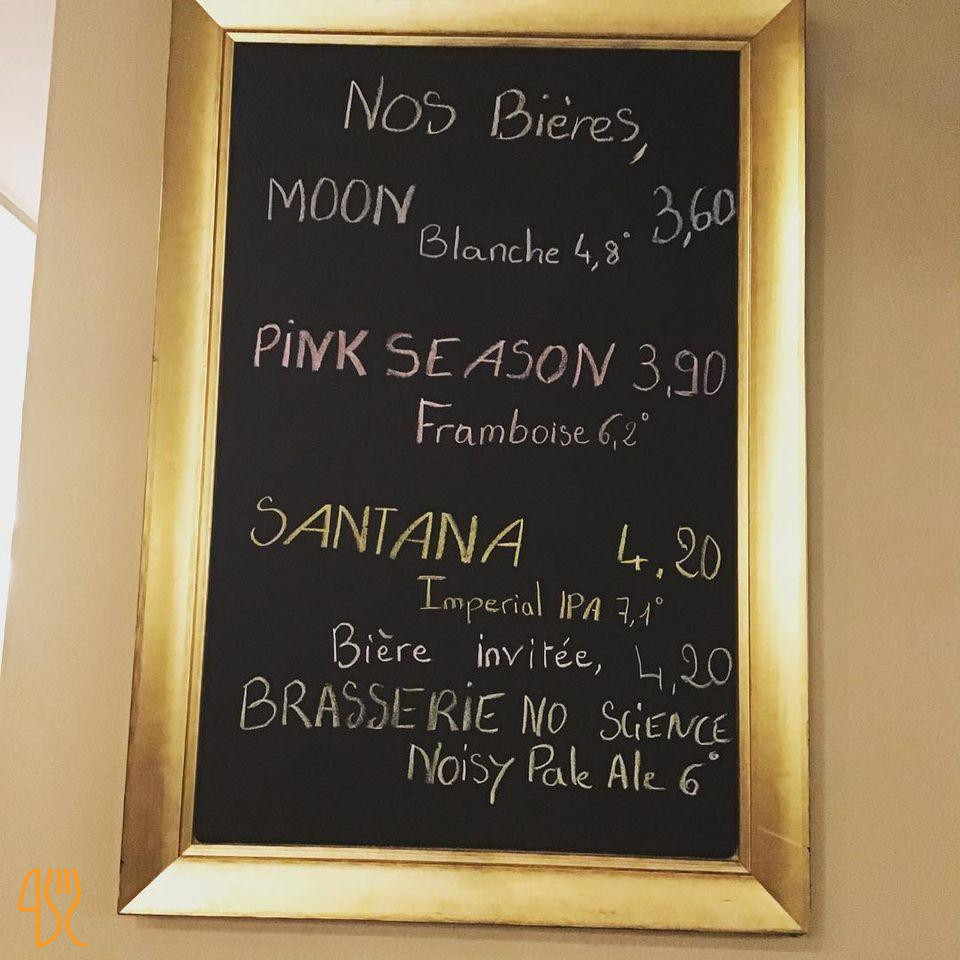 NOS Bières,
MOON 3,60
Blanche 4,8°
PINK SEASON 3,90
Framboise 6,2°
SANTANA 4,20
Imperial IPA 7,1°
Bière invitée, 4,20
BRASSERIE NO SCIENCE
Noisy Pale Ale 6°